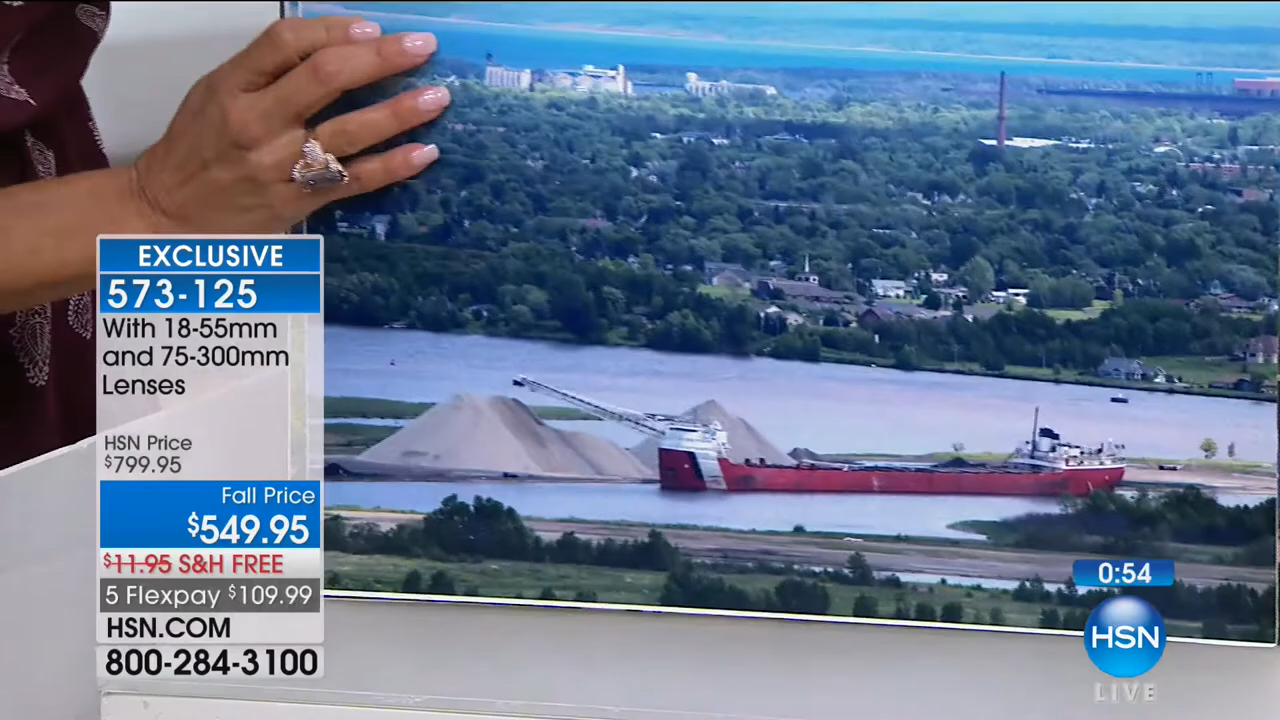 EXCLUSIVE
573-125
With 18-55mm
and 75-300mm
Lenses
HSN Price
$799.95
Fall Price
$549.95
$11.95 S&H FREE
5 Flexpay $109.99
HSN.COM
800-284-3100
0:54
HSN
LIVE